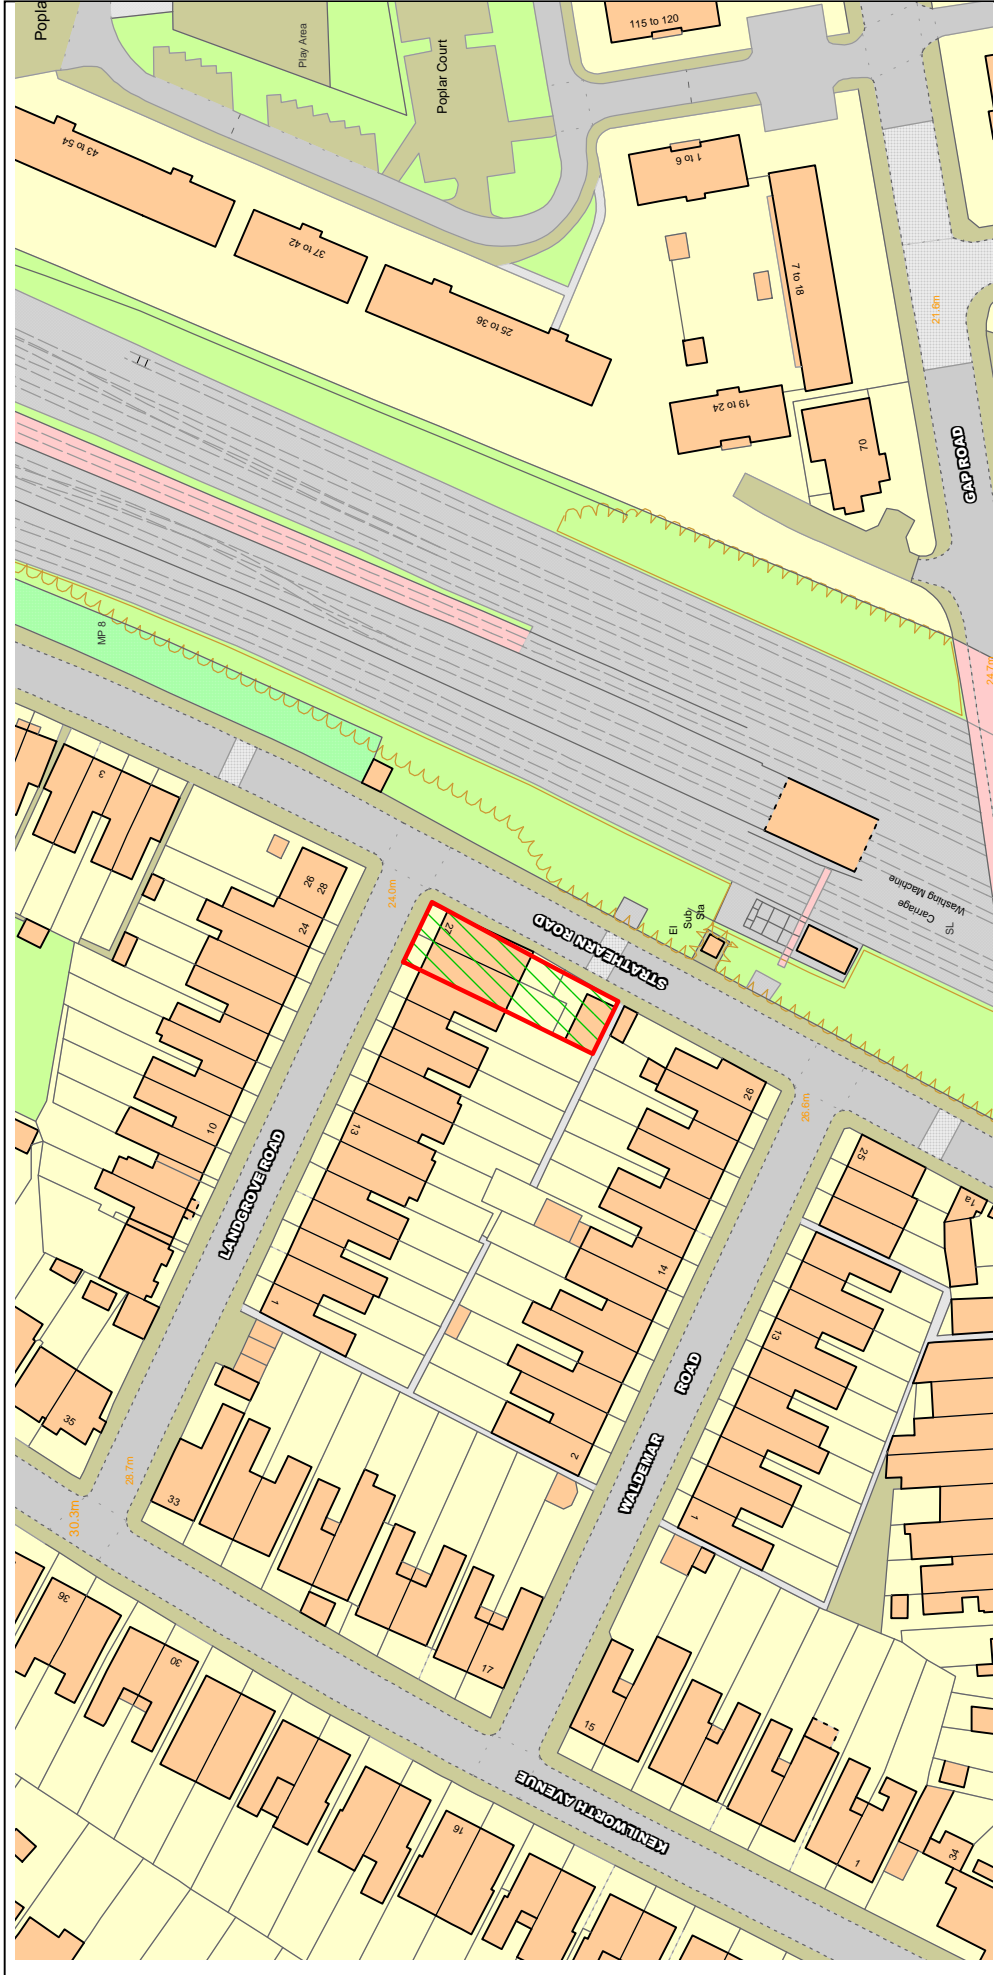 Popla
Play Area
Poplar Court
115 to 120
43 to 54
1 to 6
37 to 42
7 to 18
25 to 36
21.6m
19 to 24
70
GAP ROAD
MP 8
24.7m
3
26
28
24
24.0m
27
STRATHEARN ROAD
El
Suby
Sta
Carriage
Washing Machine
SL
10
13
LANDGROVE ROAD
26
26.6m
25
1a
1
14
13
35
ROAD
WALDEMAR
2
28.7m
30.3m
33
1
36
30
17
15
KENILWORTH AVENUE
16
1
34